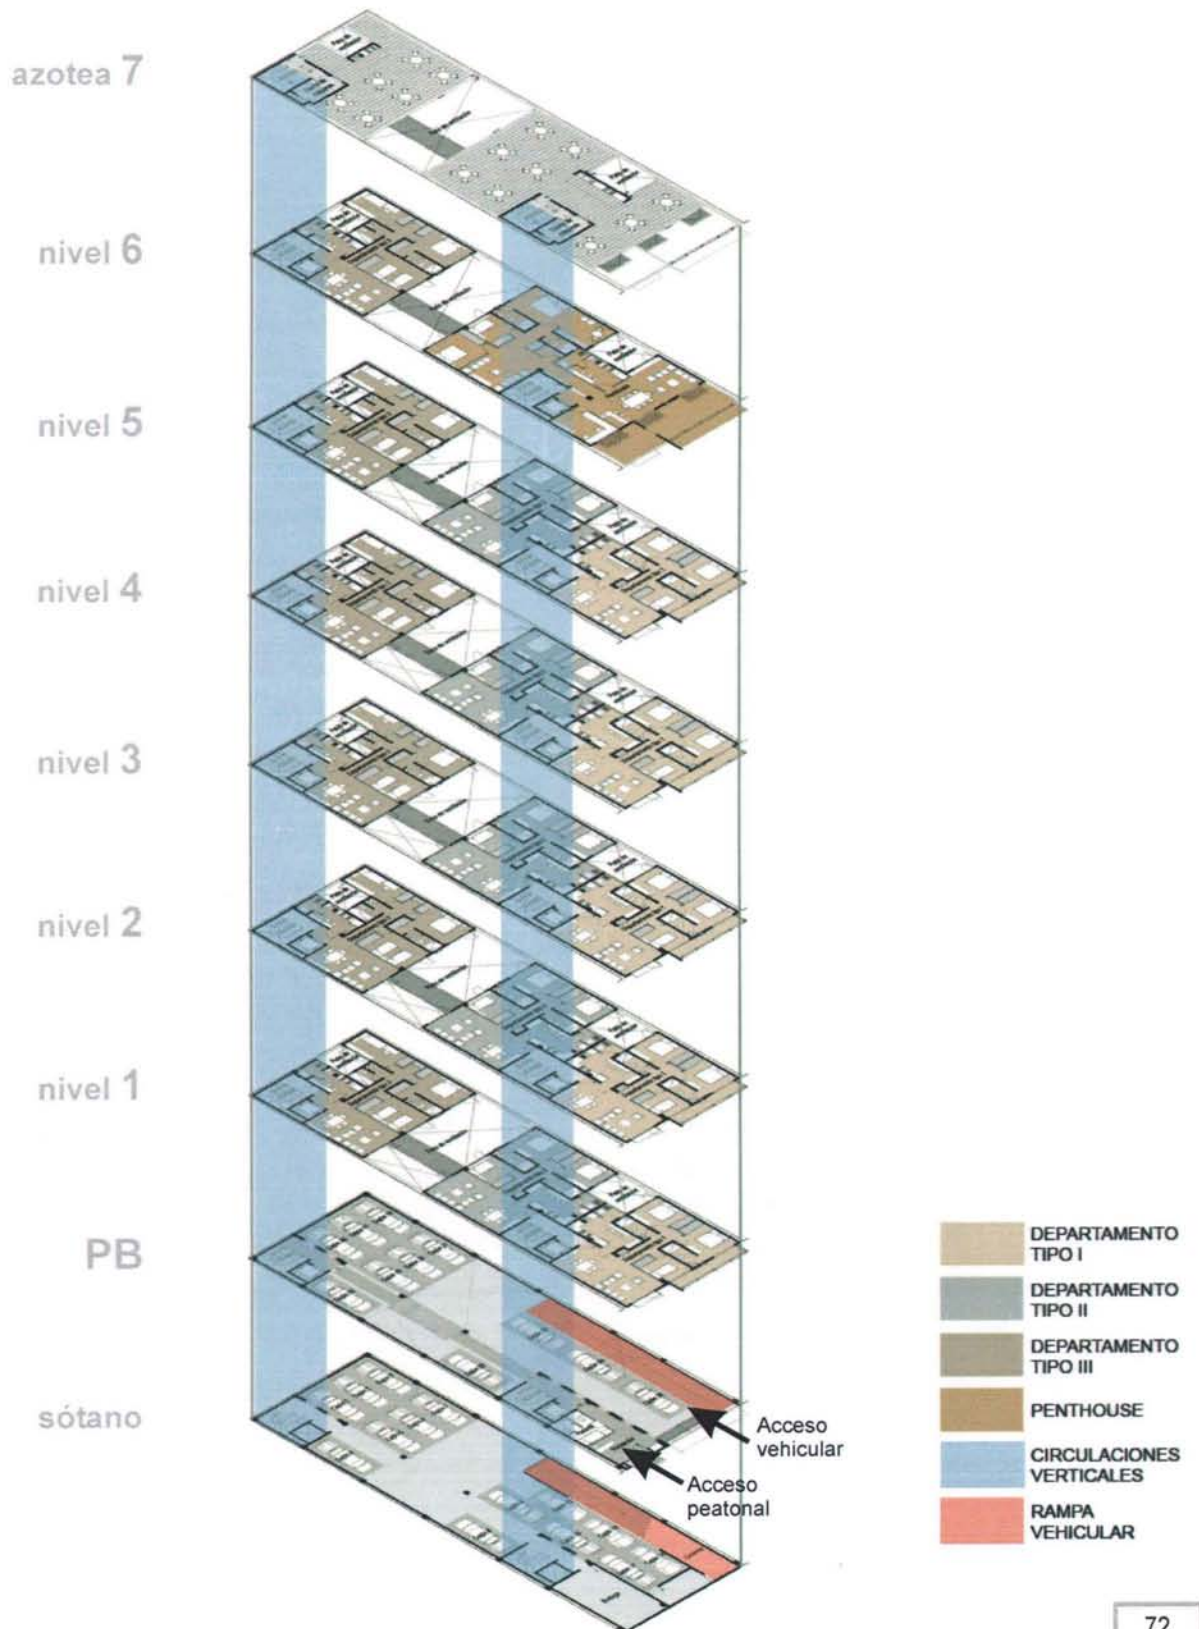 azotea 7
nivel 6
nivel 5
nivel 4
nivel 3
nivel 2
nivel 1
PB
sótano
Acceso
vehicular
Acceso
peatonal
DEPARTAMENTO
TIPO I
DEPARTAMENTO
TIPO II
DEPARTAMENTO
TIPO III
PENTHOUSE
CIRCULACIONES
VERTICALES
RAMPA
VEHICULAR
72